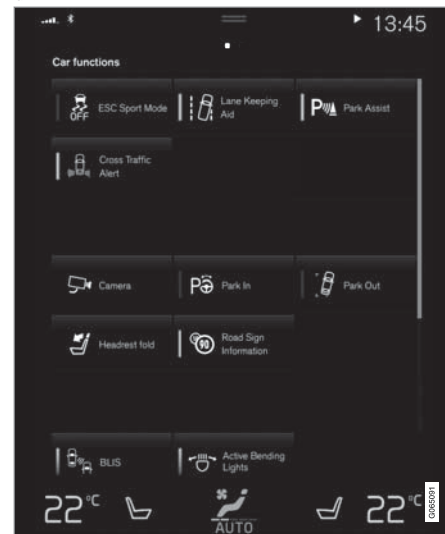 13:45
Car functions
OFF
ESC Sport Mode
Lane Keeping
Aid
P
Park Assist
Cross Traffic
Alert
Camera
P
Park In
Park Out
Headrest fold
90
Road Sign
Information
BLIS
Active Bending
Lights
22°C
AUTO
22°C
G065091